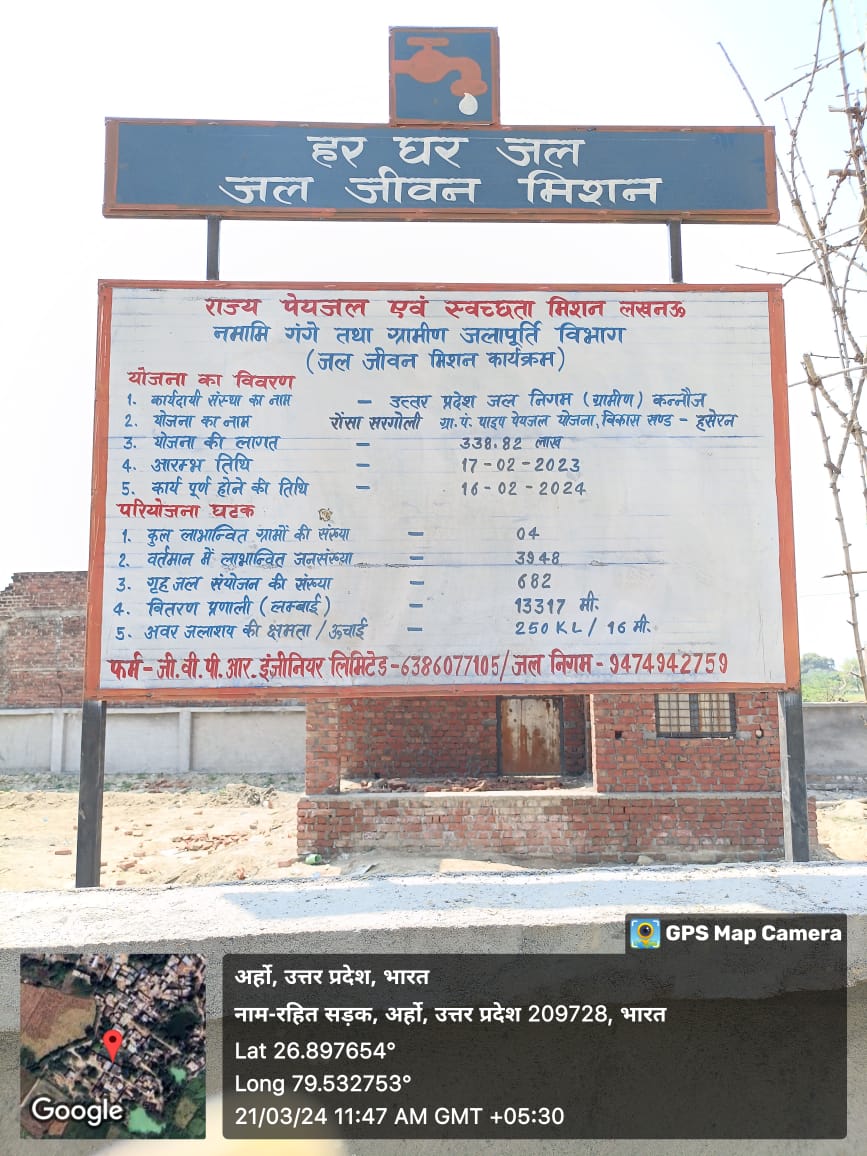 हर घर जल
जल जीवन मिशन
राज्य पेयजल एवं स्वच्छता मिशन लखनऊ
नमामि गंगे तथा ग्रामीण जलापूर्ति विभाग
(जल जीवन मिशन कार्यक्रम)
योजना का विवरण
1. कार्यदायी संस्था का नाम – उत्तर प्रदेश जल निगम (ग्रामीण) कन्नौज
2. योजना का नाम रोंसा सरगोली ग्रा.पं. पाइप पेयजल योजना, विकास खण्ड - हसेरन
3. योजना की लागत – 338.82 लाख
4. आरम्भ तिथि – 17-02-2023
5. कार्य पूर्ण होने की तिथि – 16-02-2024
परियोजना घटक
1. कुल लाभान्वित ग्रामों की संख्या – 04
2. वर्तमान में लाभान्वित जनसंख्या – 3948
3. गृह जल संयोजन की संख्या – 682
4. वितरण प्रणाली (लम्बाई) – 13317 मी.
5. अवर जलाशय की क्षमता / ऊचाई – 250 KL / 16 मी.
फर्म - जी.वी.पी.आर. इंजीनियर लिमिटेड - 6386077105/ जल निगम - 9474942759
GPS Map Camera
अर्हो, उत्तर प्रदेश, भारत
नाम-रहित सड़क, अर्हो, उत्तर प्रदेश 209728, भारत
Lat 26.897654°
Long 79.532753°
21/03/24 11:47 AM GMT +05:30
Google